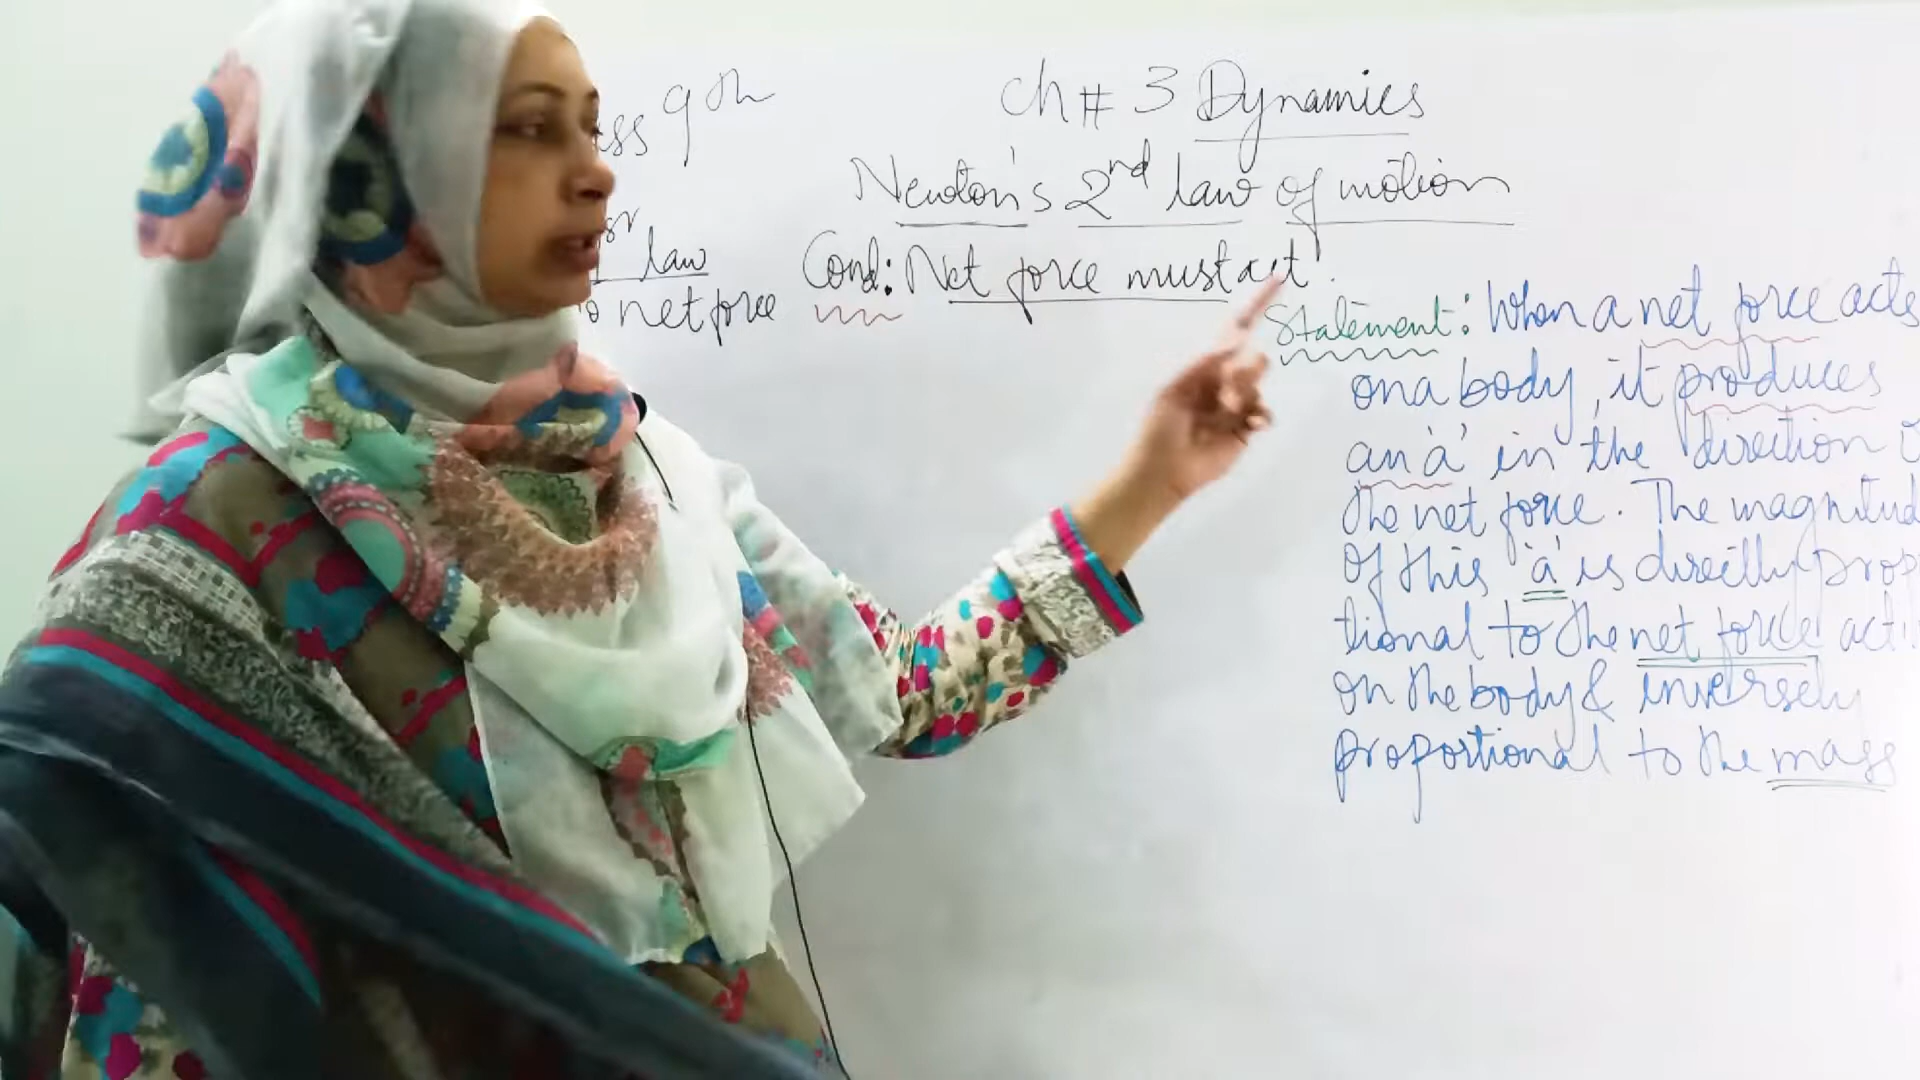 9th
Ch # 3 Dynamics
Newton's 2nd law of motion
law
Cond: Net force must act.
net force
Statement: When a net force acts
on a body, it produces
an 'a' in the direction
the net force. The magnitud
of this 'a' is directly prop
tional to the net force act
on the body & inversely
proportional to the mass